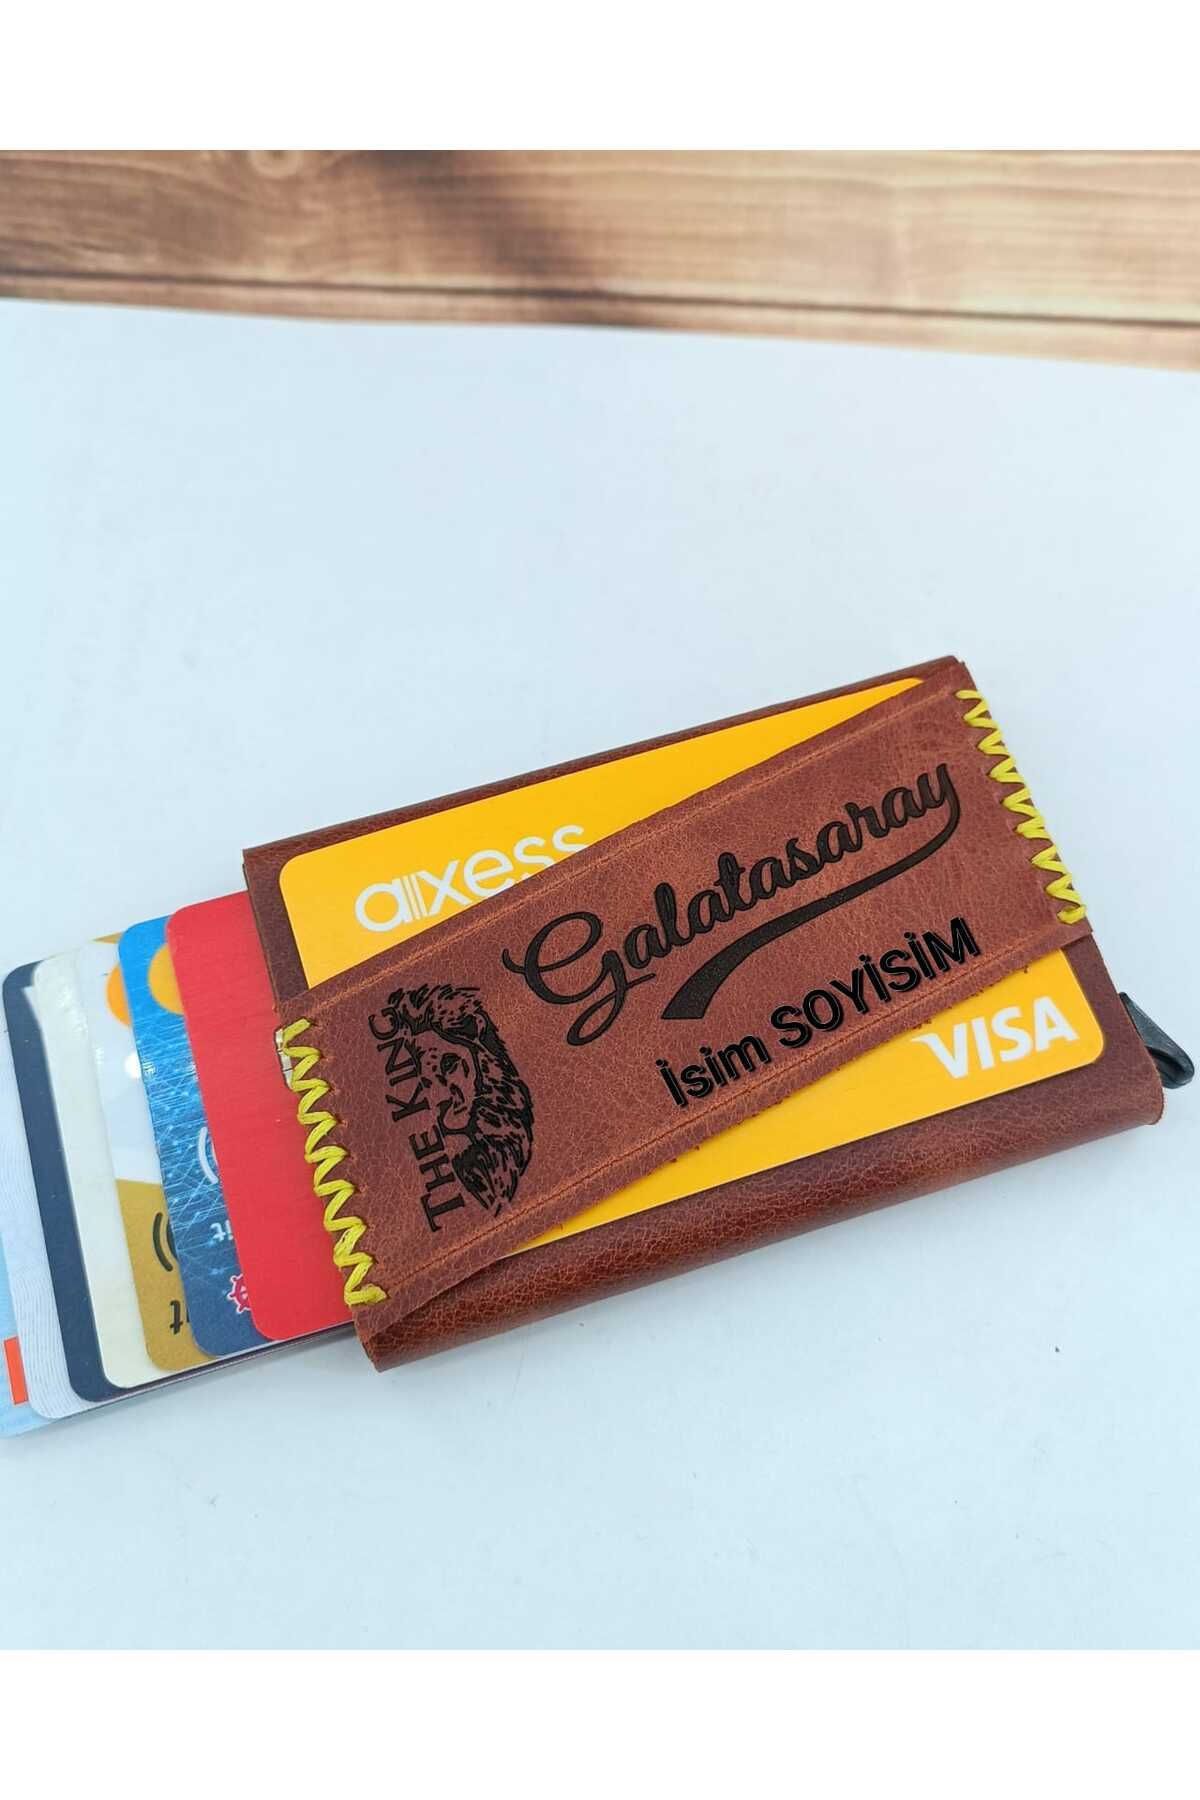 axess
Galatasaray
İsim SOYİSİM
THE KING
VISA